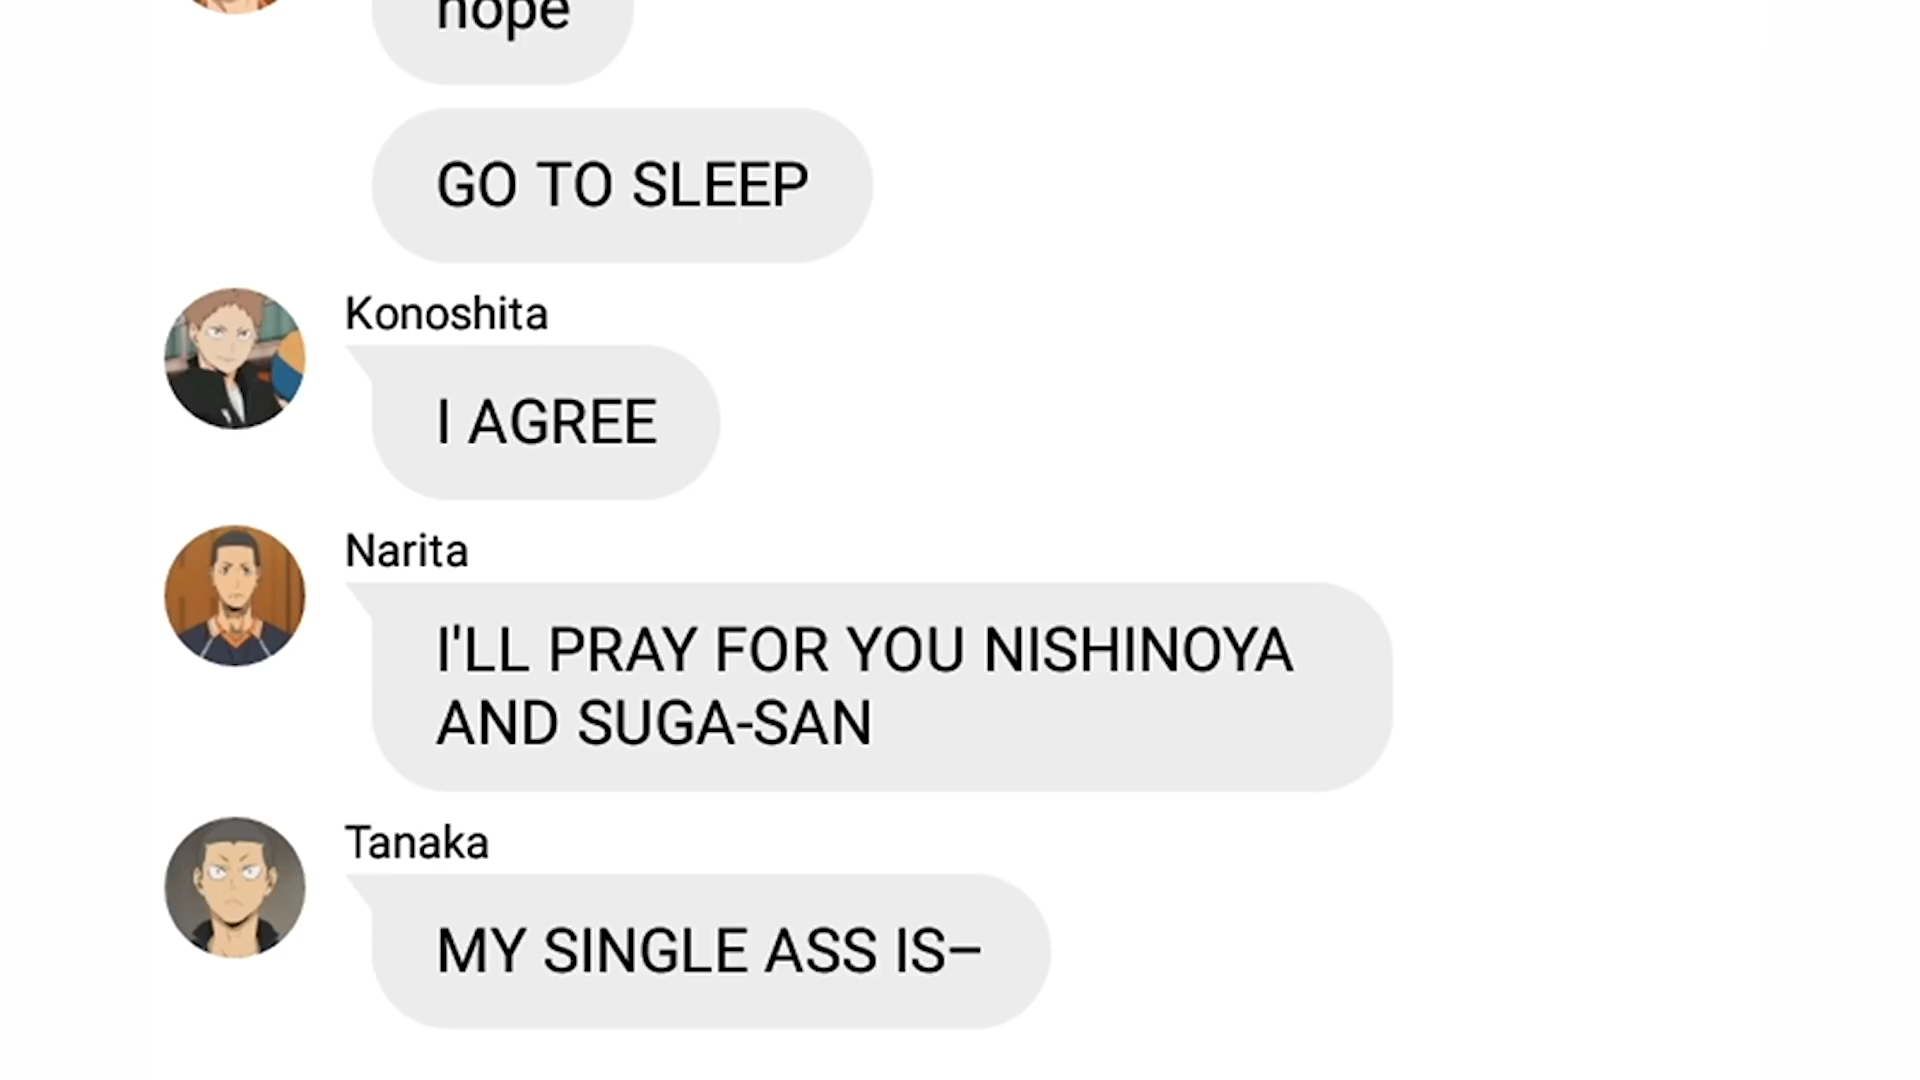 nope
GO TO SLEEP
Konoshita
I AGREE
Narita
I'LL PRAY FOR YOU NISHINOYA
AND SUGA-SAN
Tanaka
MY SINGLE ASS IS–